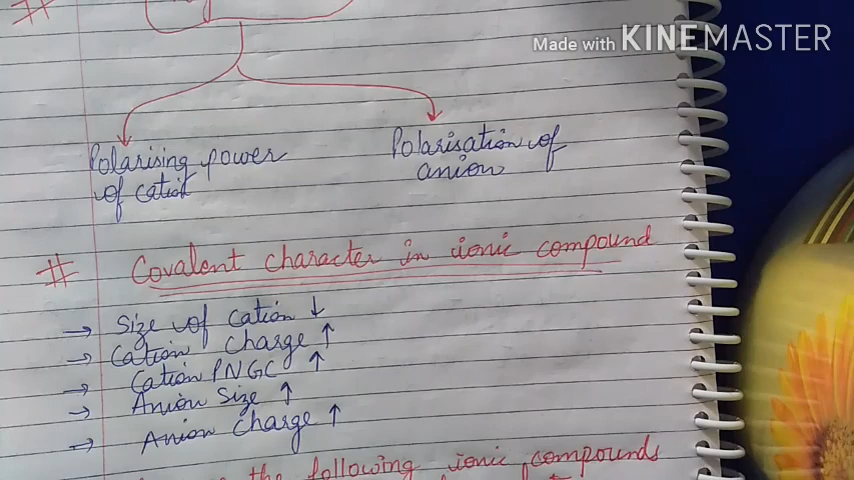 Made with KINEMASTER
#
Polarising power
of cation
Polarisation of
anion
# Covalent character in ionic compound
→ Size of cation ↓
→ Cation charge ↑
→ Cation PNGC ↑
→ Anion size ↑
→ Anion charge ↑
the following ionic compounds